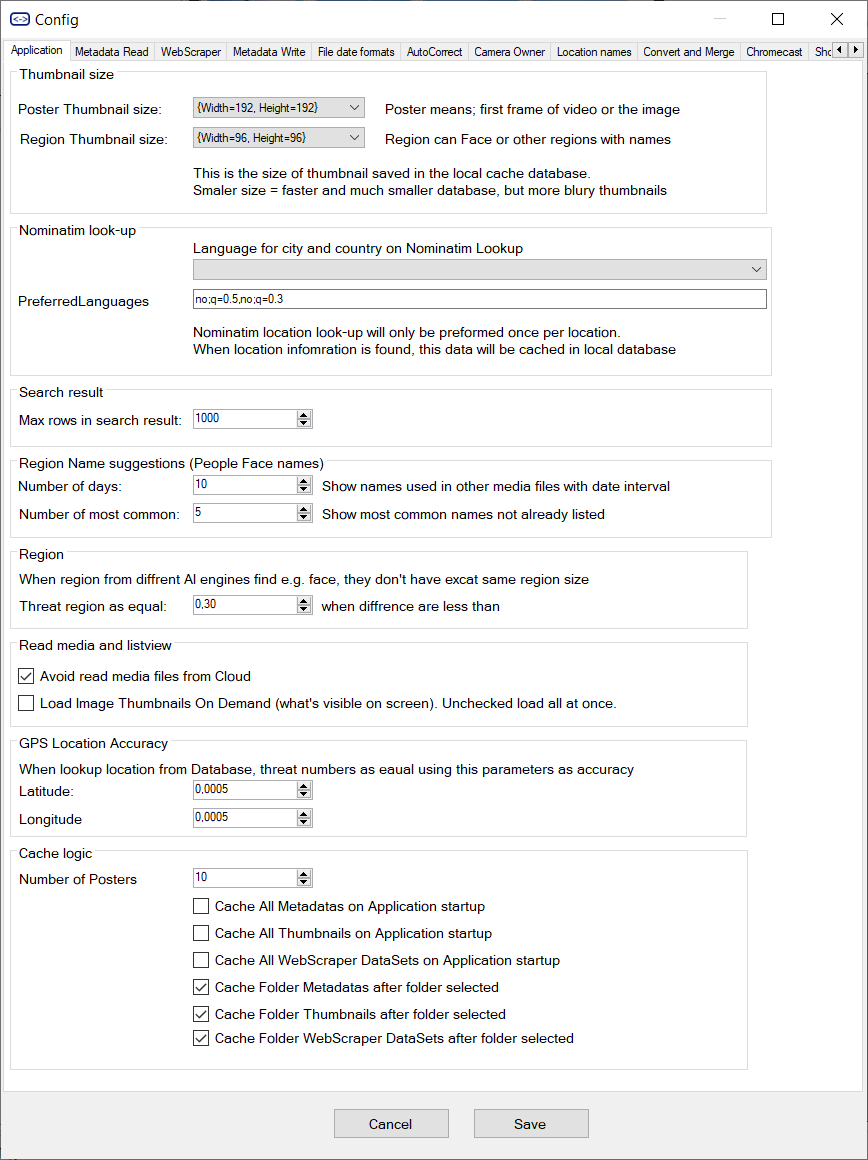 <-> Config
Application Metadata Read WebScraper Metadata Write File date formats AutoCorrect Camera Owner Location names Convert and Merge Chromecast Sho
Thumbnail size
Poster Thumbnail size: {Width=192, Height=192} Poster means; first frame of video or the image
Region Thumbnail size: {Width=96, Height=96} Region can Face or other regions with names
This is the size of thumbnail saved in the local cache database.
Smaler size = faster and much smaller database, but more blury thumbnails
Nominatim look-up
Language for city and country on Nominatim Lookup
PreferredLanguages no;q=0.5,no;q=0.3
Nominatim location look-up will only be preformed once per location.
When location infomration is found, this data will be cached in local database
Search result
Max rows in search result: 1000
Region Name suggestions (People Face names)
Number of days: 10 Show names used in other media files with date interval
Number of most common: 5 Show most common names not already listed
Region
When region from diffrent AI engines find e.g. face, they don't have excat same region size
Threat region as equal: 0,30 when diffrence are less than
Read media and listview
Avoid read media files from Cloud
Load Image Thumbnails On Demand (what's visible on screen). Unchecked load all at once.
GPS Location Accuracy
When lookup location from Database, threat numbers as eaual using this parameters as accuracy
Latitude: 0,0005
Longitude 0,0005
Cache logic
Number of Posters 10
Cache All Metadatas on Application startup
Cache All Thumbnails on Application startup
Cache All WebScraper DataSets on Application startup
Cache Folder Metadatas after folder selected
Cache Folder Thumbnails after folder selected
Cache Folder WebScraper DataSets after folder selected
Cancel Save